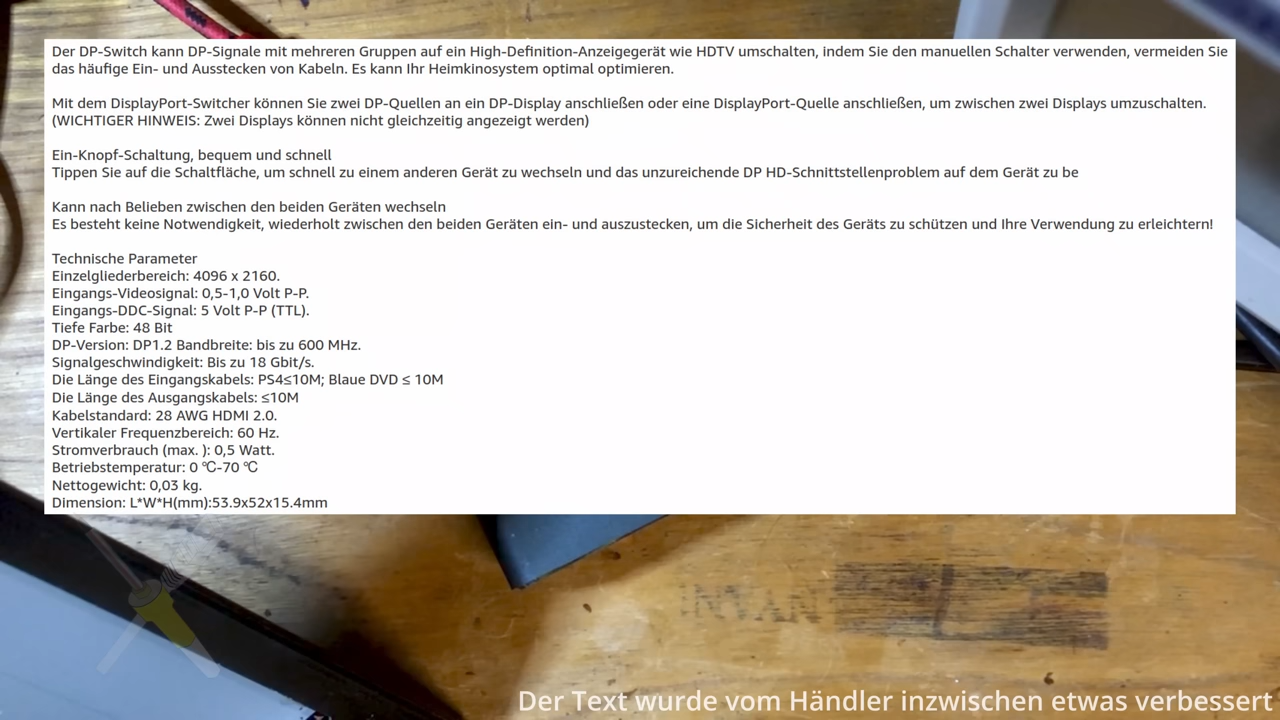 Der DP-Switch kann DP-Signale mit mehreren Gruppen auf ein High-Definition-Anzeigegerät wie HDTV umschalten, indem Sie den manuellen Schalter verwenden, vermeiden Sie
das häufige Ein- und Ausstecken von Kabeln. Es kann Ihr Heimkinosystem optimal optimieren.
Mit dem DisplayPort-Switcher können Sie zwei DP-Quellen an ein DP-Display anschließen oder eine DisplayPort-Quelle anschließen, um zwischen zwei Displays umzuschalten.
(WICHTIGER HINWEIS: Zwei Displays können nicht gleichzeitig angezeigt werden)
Ein-Knopf-Schaltung, bequem und schnell
Tippen Sie auf die Schaltfläche, um schnell zu einem anderen Gerät zu wechseln und das unzureichende DP HD-Schnittstellenproblem auf dem Gerät zu be
Kann nach Belieben zwischen den beiden Geräten wechseln
Es besteht keine Notwendigkeit, wiederholt zwischen den beiden Geräten ein- und auszustecken, um die Sicherheit des Geräts zu schützen und Ihre Verwendung zu erleichtern!
Technische Parameter
Einzelgliederbereich: 4096 x 2160.
Eingangs-Videosignal: 0,5-1,0 Volt P-P.
Eingangs-DDC-Signal: 5 Volt P-P (TTL).
Tiefe Farbe: 48 Bit
DP-Version: DP1.2 Bandbreite: bis zu 600 MHz.
Signalgeschwindigkeit: Bis zu 18 Gbit/s.
Die Länge des Eingangskabels: PS4≤10M; Blaue DVD ≤ 10M
Die Länge des Ausgangskabels: ≤10M
Kabelstandard: 28 AWG HDMI 2.0.
Vertikaler Frequenzbereich: 60 Hz.
Stromverbrauch (max. ): 0,5 Watt.
Betriebstemperatur: 0 ℃-70 ℃
Nettogewicht: 0,03 kg.
Dimension: L*W*H(mm):53.9x52x15.4mm
Der Text wurde vom Händler inzwischen etwas verbessert